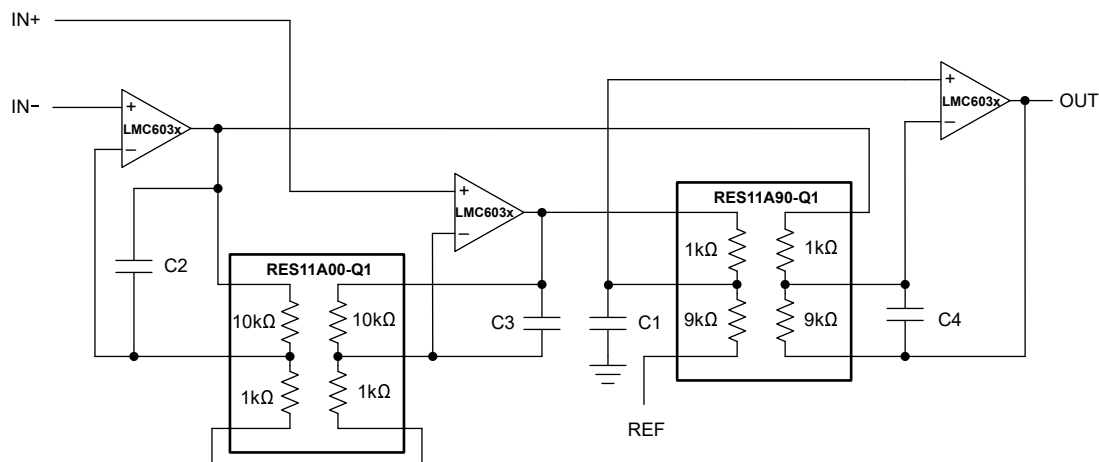 IN+
IN−
+
−
LMC603x
+
−
LMC603x
+
−
LMC603x
OUT
RES11A90-Q1
1kΩ
1kΩ
9kΩ
9kΩ
RES11A00-Q1
10kΩ
10kΩ
1kΩ
1kΩ
C2
C3
C1
C4
REF